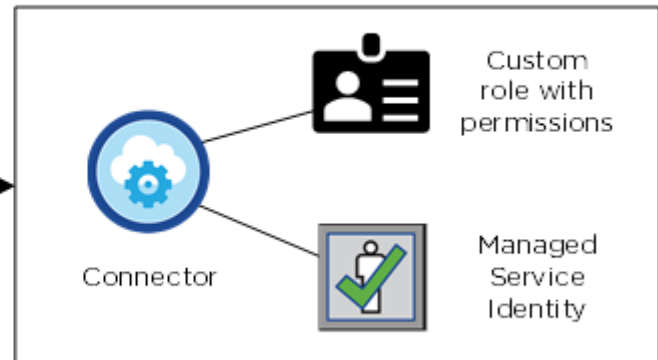 Custom
role with
permissions
Connector
Managed
Service
Identity